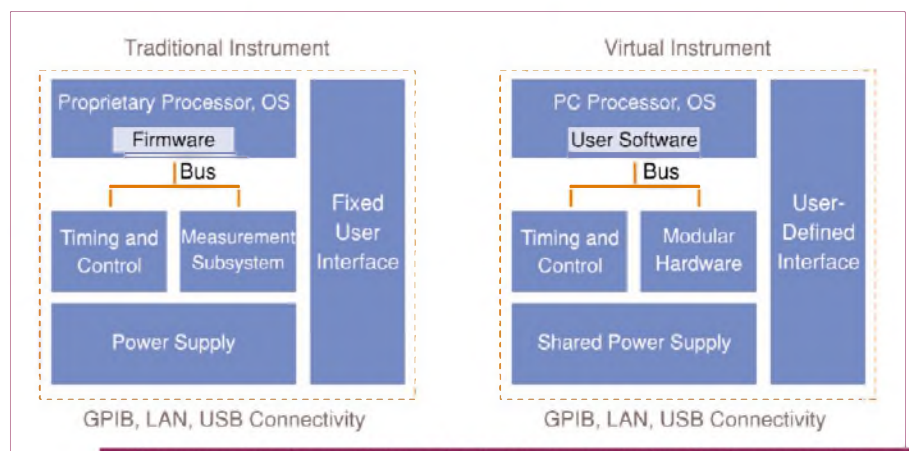 Traditional Instrument
Proprietary Processor, OS
Firmware
Bus
Timing and
Control
Measurement
Subsystem
Power Supply
Fixed
User
Interface
GPIB, LAN, USB Connectivity
Virtual Instrument
PC Processor, OS
User Software
Bus
Timing and
Control
Modular
Hardware
Shared Power Supply
User-
Defined
Interface
GPIB, LAN, USB Connectivity